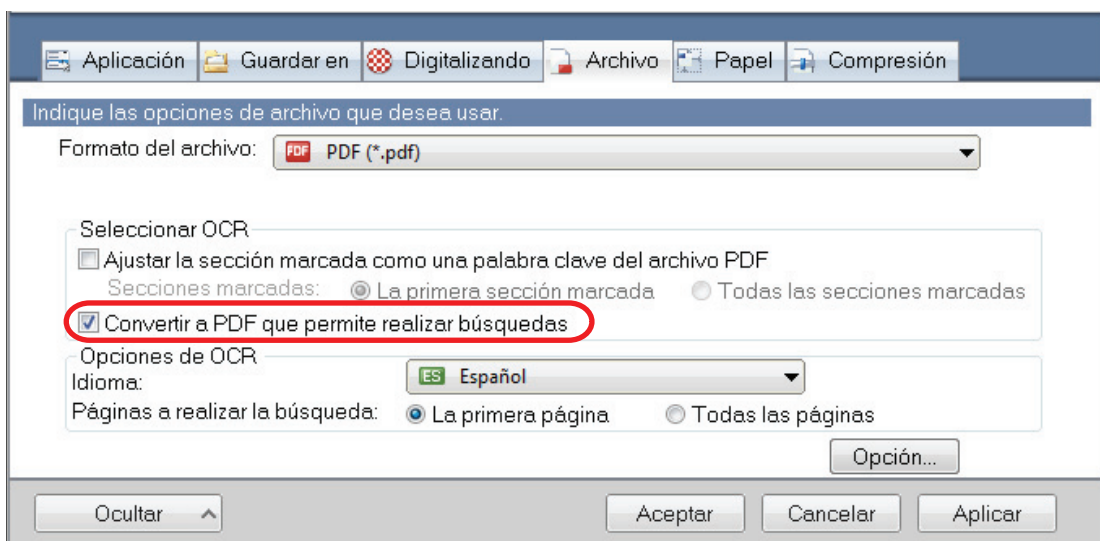 Aplicación Guardar en Digitalizando Archivo Papel Compresión
Indique las opciones de archivo que desea usar.
Formato del archivo: PDF PDF (*.pdf)
Seleccionar OCR
Ajustar la sección marcada como una palabra clave del archivo PDF
Secciones marcadas: La primera sección marcada Todas las secciones marcadas
Convertir a PDF que permite realizar búsquedas
Opciones de OCR
Idioma: ES Español
Páginas a realizar la búsqueda: La primera página Todas las páginas
Opción...
Ocultar Aceptar Cancelar Aplicar